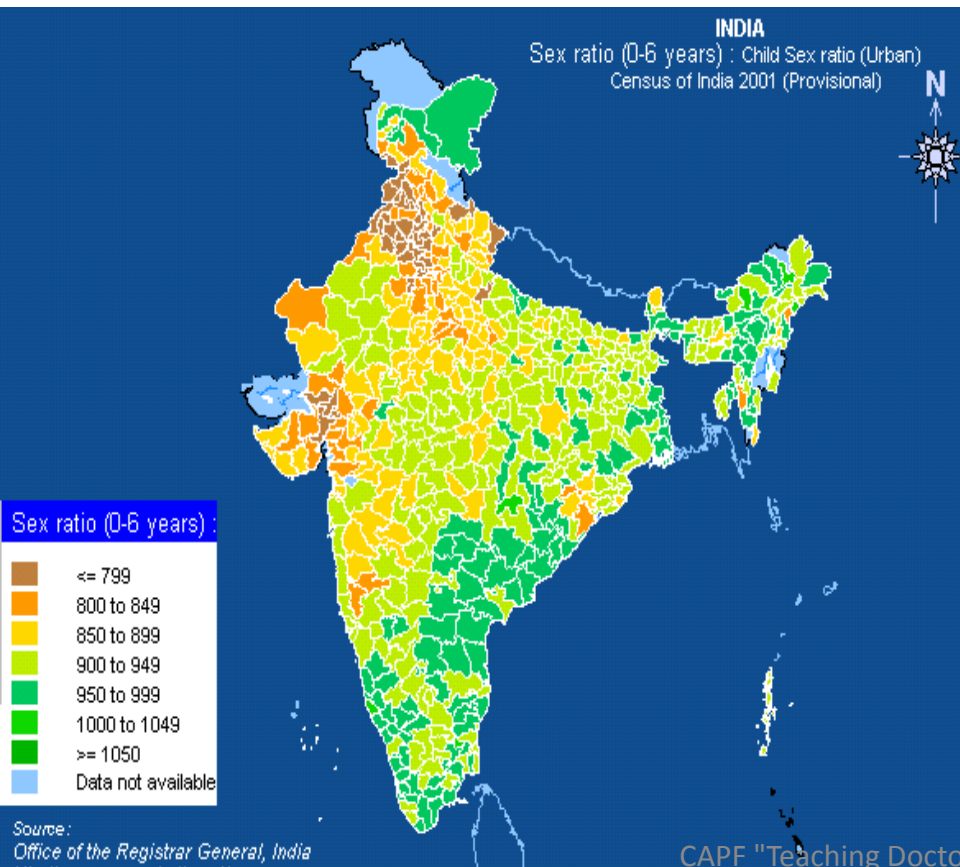 INDIA
Sex ratio (0-6 years) : Child Sex ratio (Urban)
Census of India 2001 (Provisional)
N
Sex ratio (0-6 years) :
<= 799
800 to 849
850 to 899
900 to 949
950 to 999
1000 to 1049
>= 1050
Data not available
Source:
Office of the Registrar General, India
CAPF "Teaching Docto